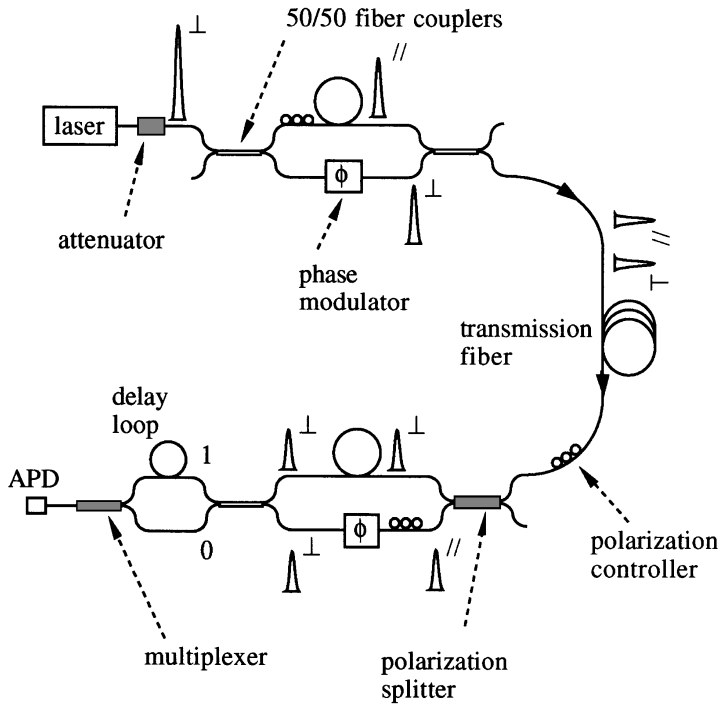 50/50 fiber couplers
⊥
//
laser
ϕ
⊥
attenuator
phase
modulator
//
⊥
transmission
fiber
delay
loop
1
⊥
⊥
APD
ϕ
0
⊥
//
polarization
controller
multiplexer
polarization
splitter